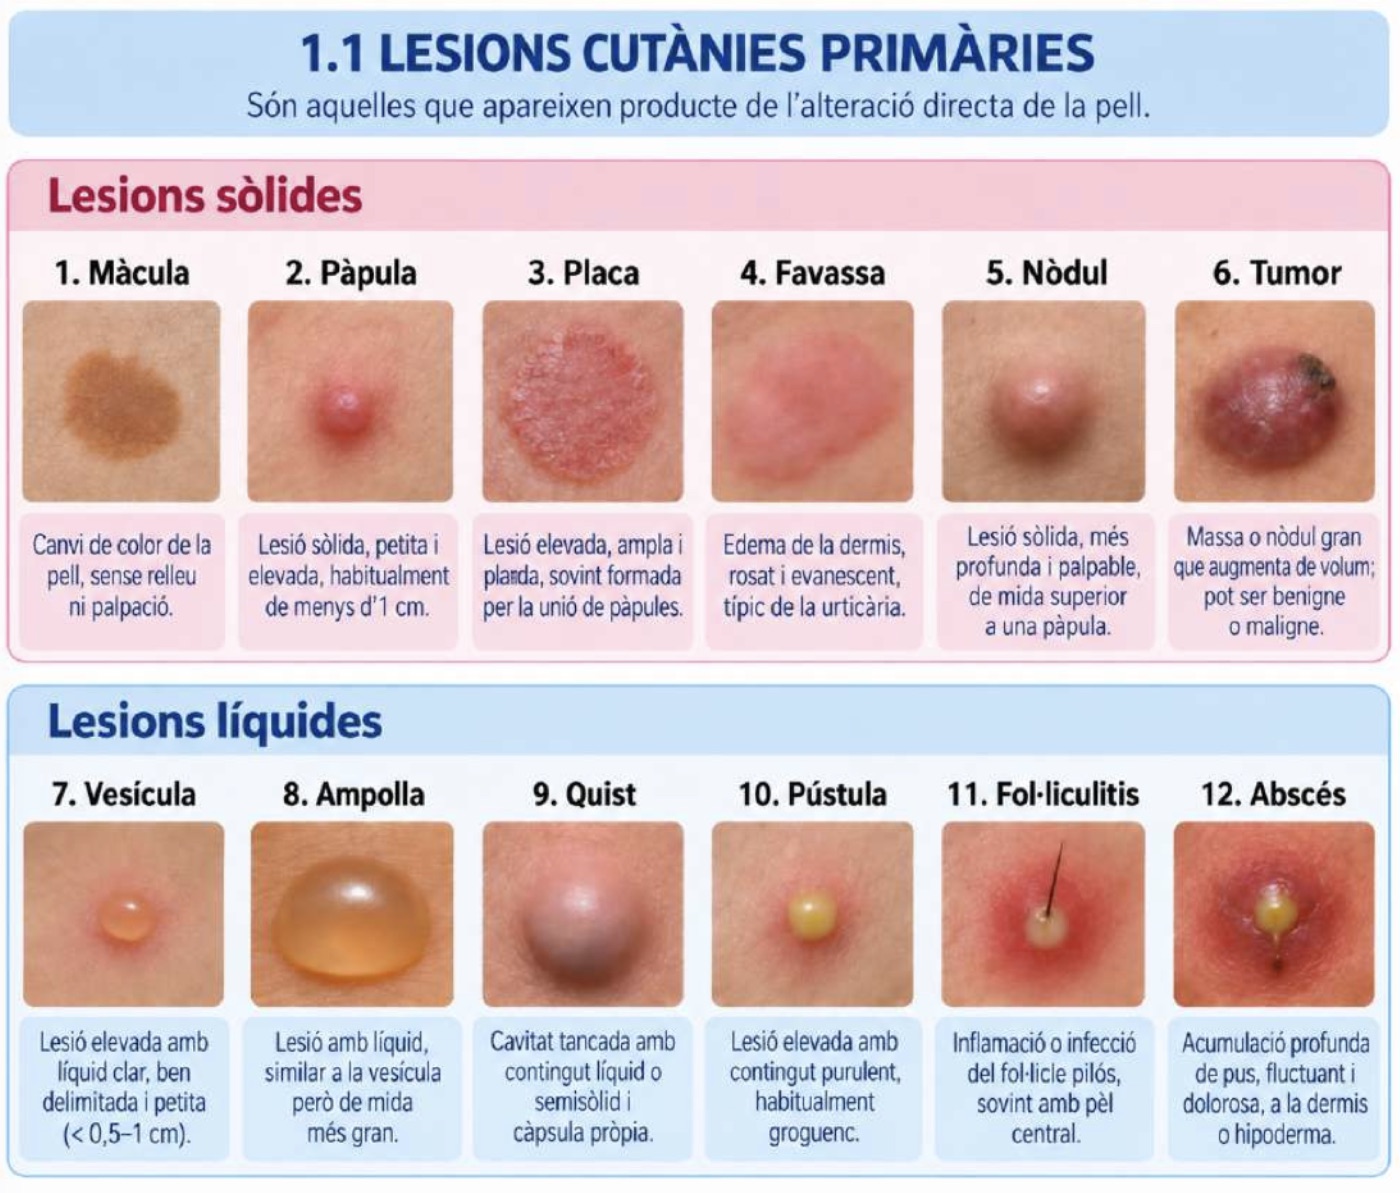 1.1 LESIONS CUTÀNIES PRIMÀRIES
Són aquelles que apareixen producte de l'alteració directa de la pell.
Lesions sòlides
1. Màcula
Canvi de color de la
pell, sense relleu
ni palpació.
2. Pàpula
Lesió sòlida, petita i
elevada, habitualment
de menys d'1 cm.
3. Placa
Lesió elevada, ampla i
plana, sovint formada
per la unió de pàpules.
4. Favassa
Edema de la dermis,
rosat i evanescent,
típic de la urticària.
5. Nòdul
Lesió sòlida, més
profunda i palpable,
de mida superior
a una pàpula.
6. Tumor
Massa o nòdul gran
que augmenta de volum;
pot ser benigne
o maligne.
Lesions líquides
7. Vesícula
Lesió elevada amb
líquid clar, ben
delimitada i petita
(< 0,5–1 cm).
8. Ampolla
Lesió amb líquid,
similar a la vesícula
però de mida
més gran.
9. Quist
Cavitat tancada amb
contingut líquid o
semisòlid i
càpsula pròpia.
10. Pústula
Lesió elevada amb
contingut purulent,
habitualment
groguenc.
11. Fol·liculitis
Inflamació o infecció
del fol·licle pilós,
sovint amb pèl
central.
12. Abscés
Acumulació profunda
de pus, fluctuant i
dolorosa, a la dermis
o hipoderma.